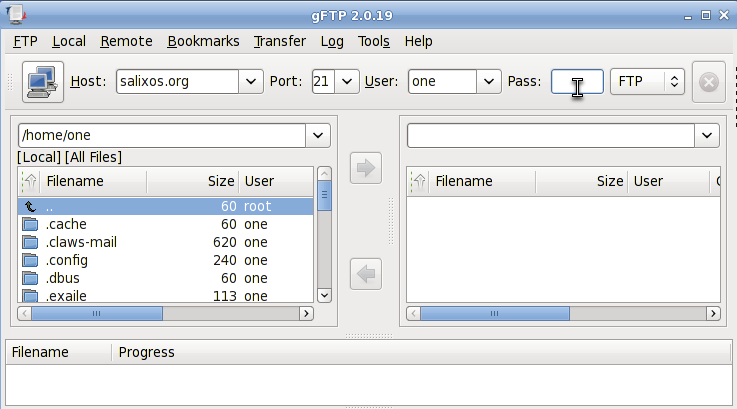 gFTP 2.0.19
FTP Local Remote Bookmarks Transfer Log Tools Help
Host: salixos.org Port: 21 User: one Pass: FTP
/home/one
[Local] [All Files]
Filename Size User
.. 60 root
.cache 60 one
.claws-mail 620 one
.config 240 one
.dbus 60 one
.exaile 113 one
Filename Size User
Filename Progress